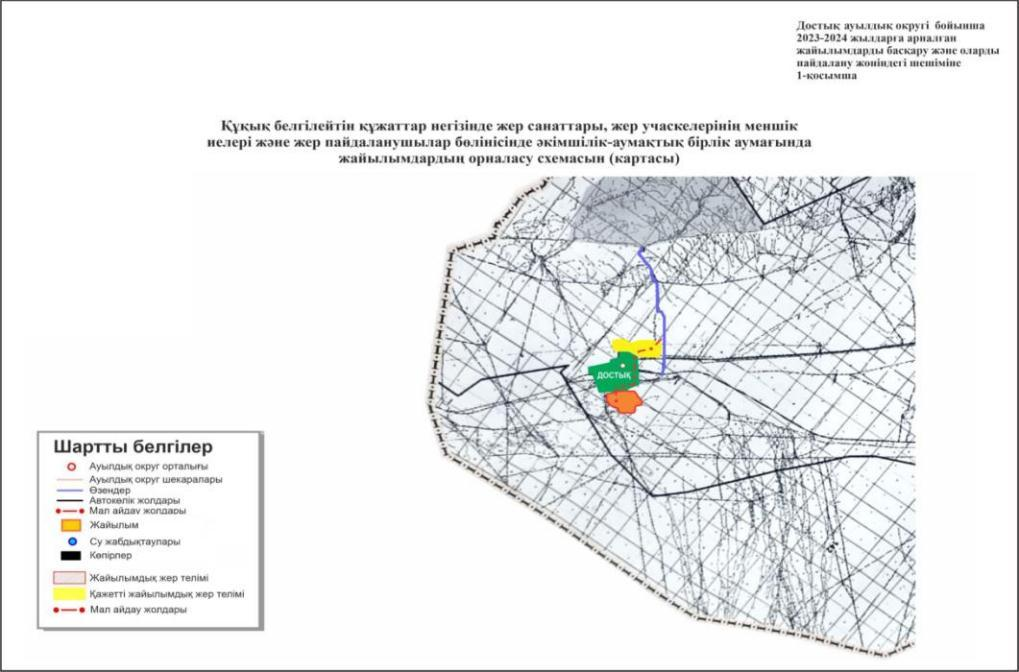 Достық ауылдық округі бойынша
2023-2024 жылдарға арналған
жайылымдарды басқару және оларды
пайдалану жөніндегі шешіміне
1-қосымша
Құқық белгілейтін құжаттар негізінде жер санаттары, жер учаскелерінің меншік
иелері және жер пайдаланушылар бөлінісінде әкімшілік-аумақтық бірлік аумағында
жайылымдардың орналасу схемасын (картасы)
ДОСТЫҚ
Шартты белгілер
Ауылдық округ орталығы
Ауылдық округ шекаралары
Өзендер
Автокөлік жолдары
Мал айдау жолдары
Жайылым
Су жабдықтаулары
Көпірлер
Жайылымдық жер телімі
Қажетті жайылымдық жер телімі
Мал айдау жолдары